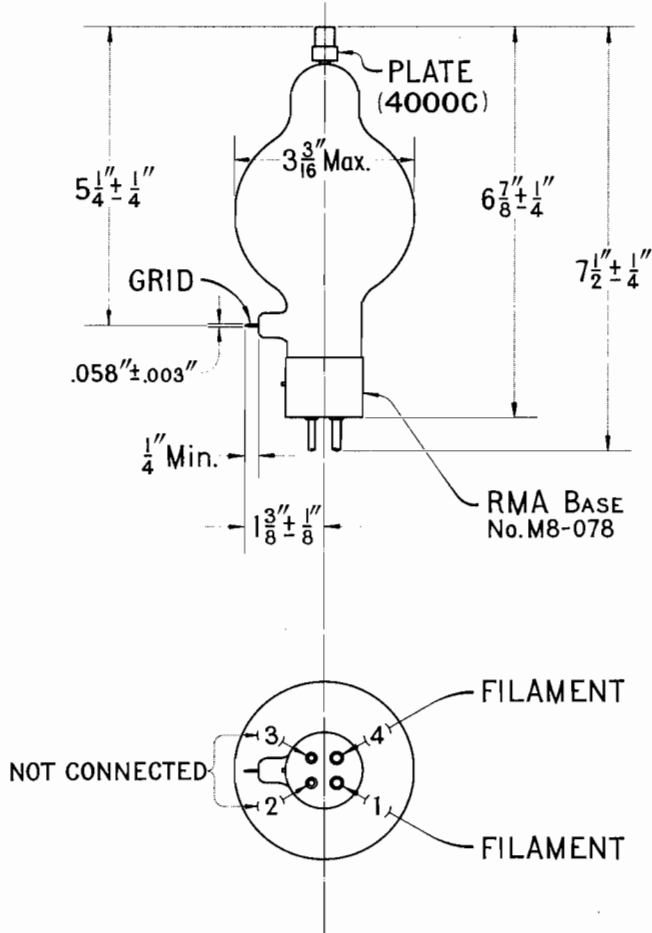 PLATE
(4000C)
3 3/16" Max.
5 1/4" ± 1/4"
6 7/8" ± 1/4"
7 1/2" ± 1/4"
GRID
.058" ± .003"
1/4" Min.
1 3/8" ± 1/8"
RMA BASE
No. M8-078
FILAMENT
3
4
NOT CONNECTED
2
1
FILAMENT